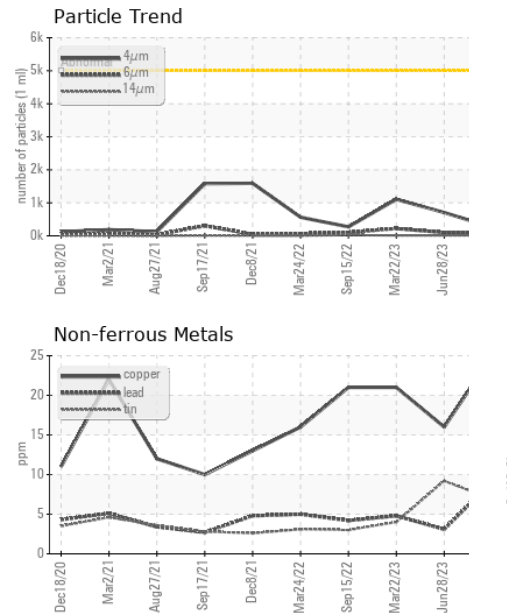 Particle Trend
number of particles (1 ml)
6k
5k
4k
3k
2k
1k
0k
Abnormal
4µm
6µm
14µm
Dec18/20
Mar2/21
Aug27/21
Sep17/21
Dec8/21
Mar24/22
Sep15/22
Mar22/23
Jun28/23
Non-ferrous Metals
ppm
25
20
15
10
5
0
copper
lead
tin
Dec18/20
Mar2/21
Aug27/21
Sep17/21
Dec8/21
Mar24/22
Sep15/22
Mar22/23
Jun28/23